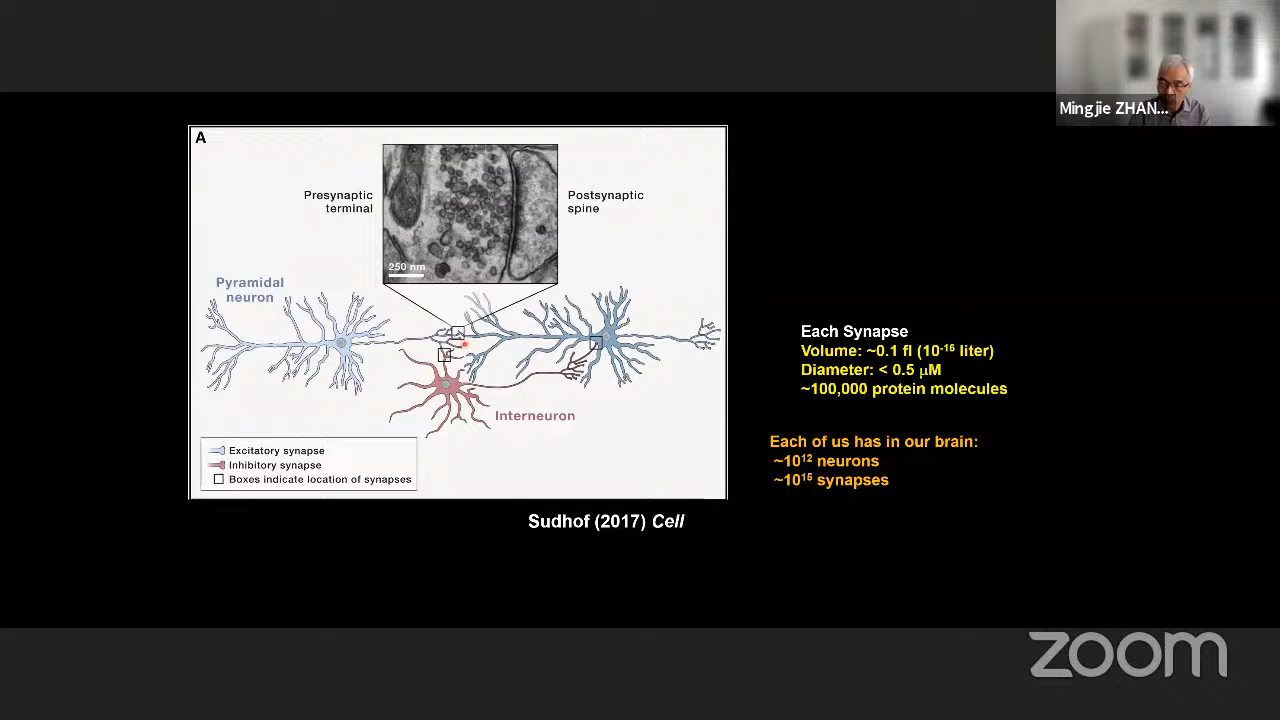 Mingjie ZHAN...
A
Presynaptic
terminal
Postsynaptic
spine
250 nm
Pyramidal
neuron
Interneuron
Excitatory synapse
Inhibitory synapse
Boxes indicate location of synapses
Sudhof (2017) Cell
Each Synapse
Volume: ~0.1 fl (10⁻¹⁶ liter)
Diameter: < 0.5 μM
~100,000 protein molecules
Each of us has in our brain:
~10¹² neurons
~10¹⁵ synapses
zoom